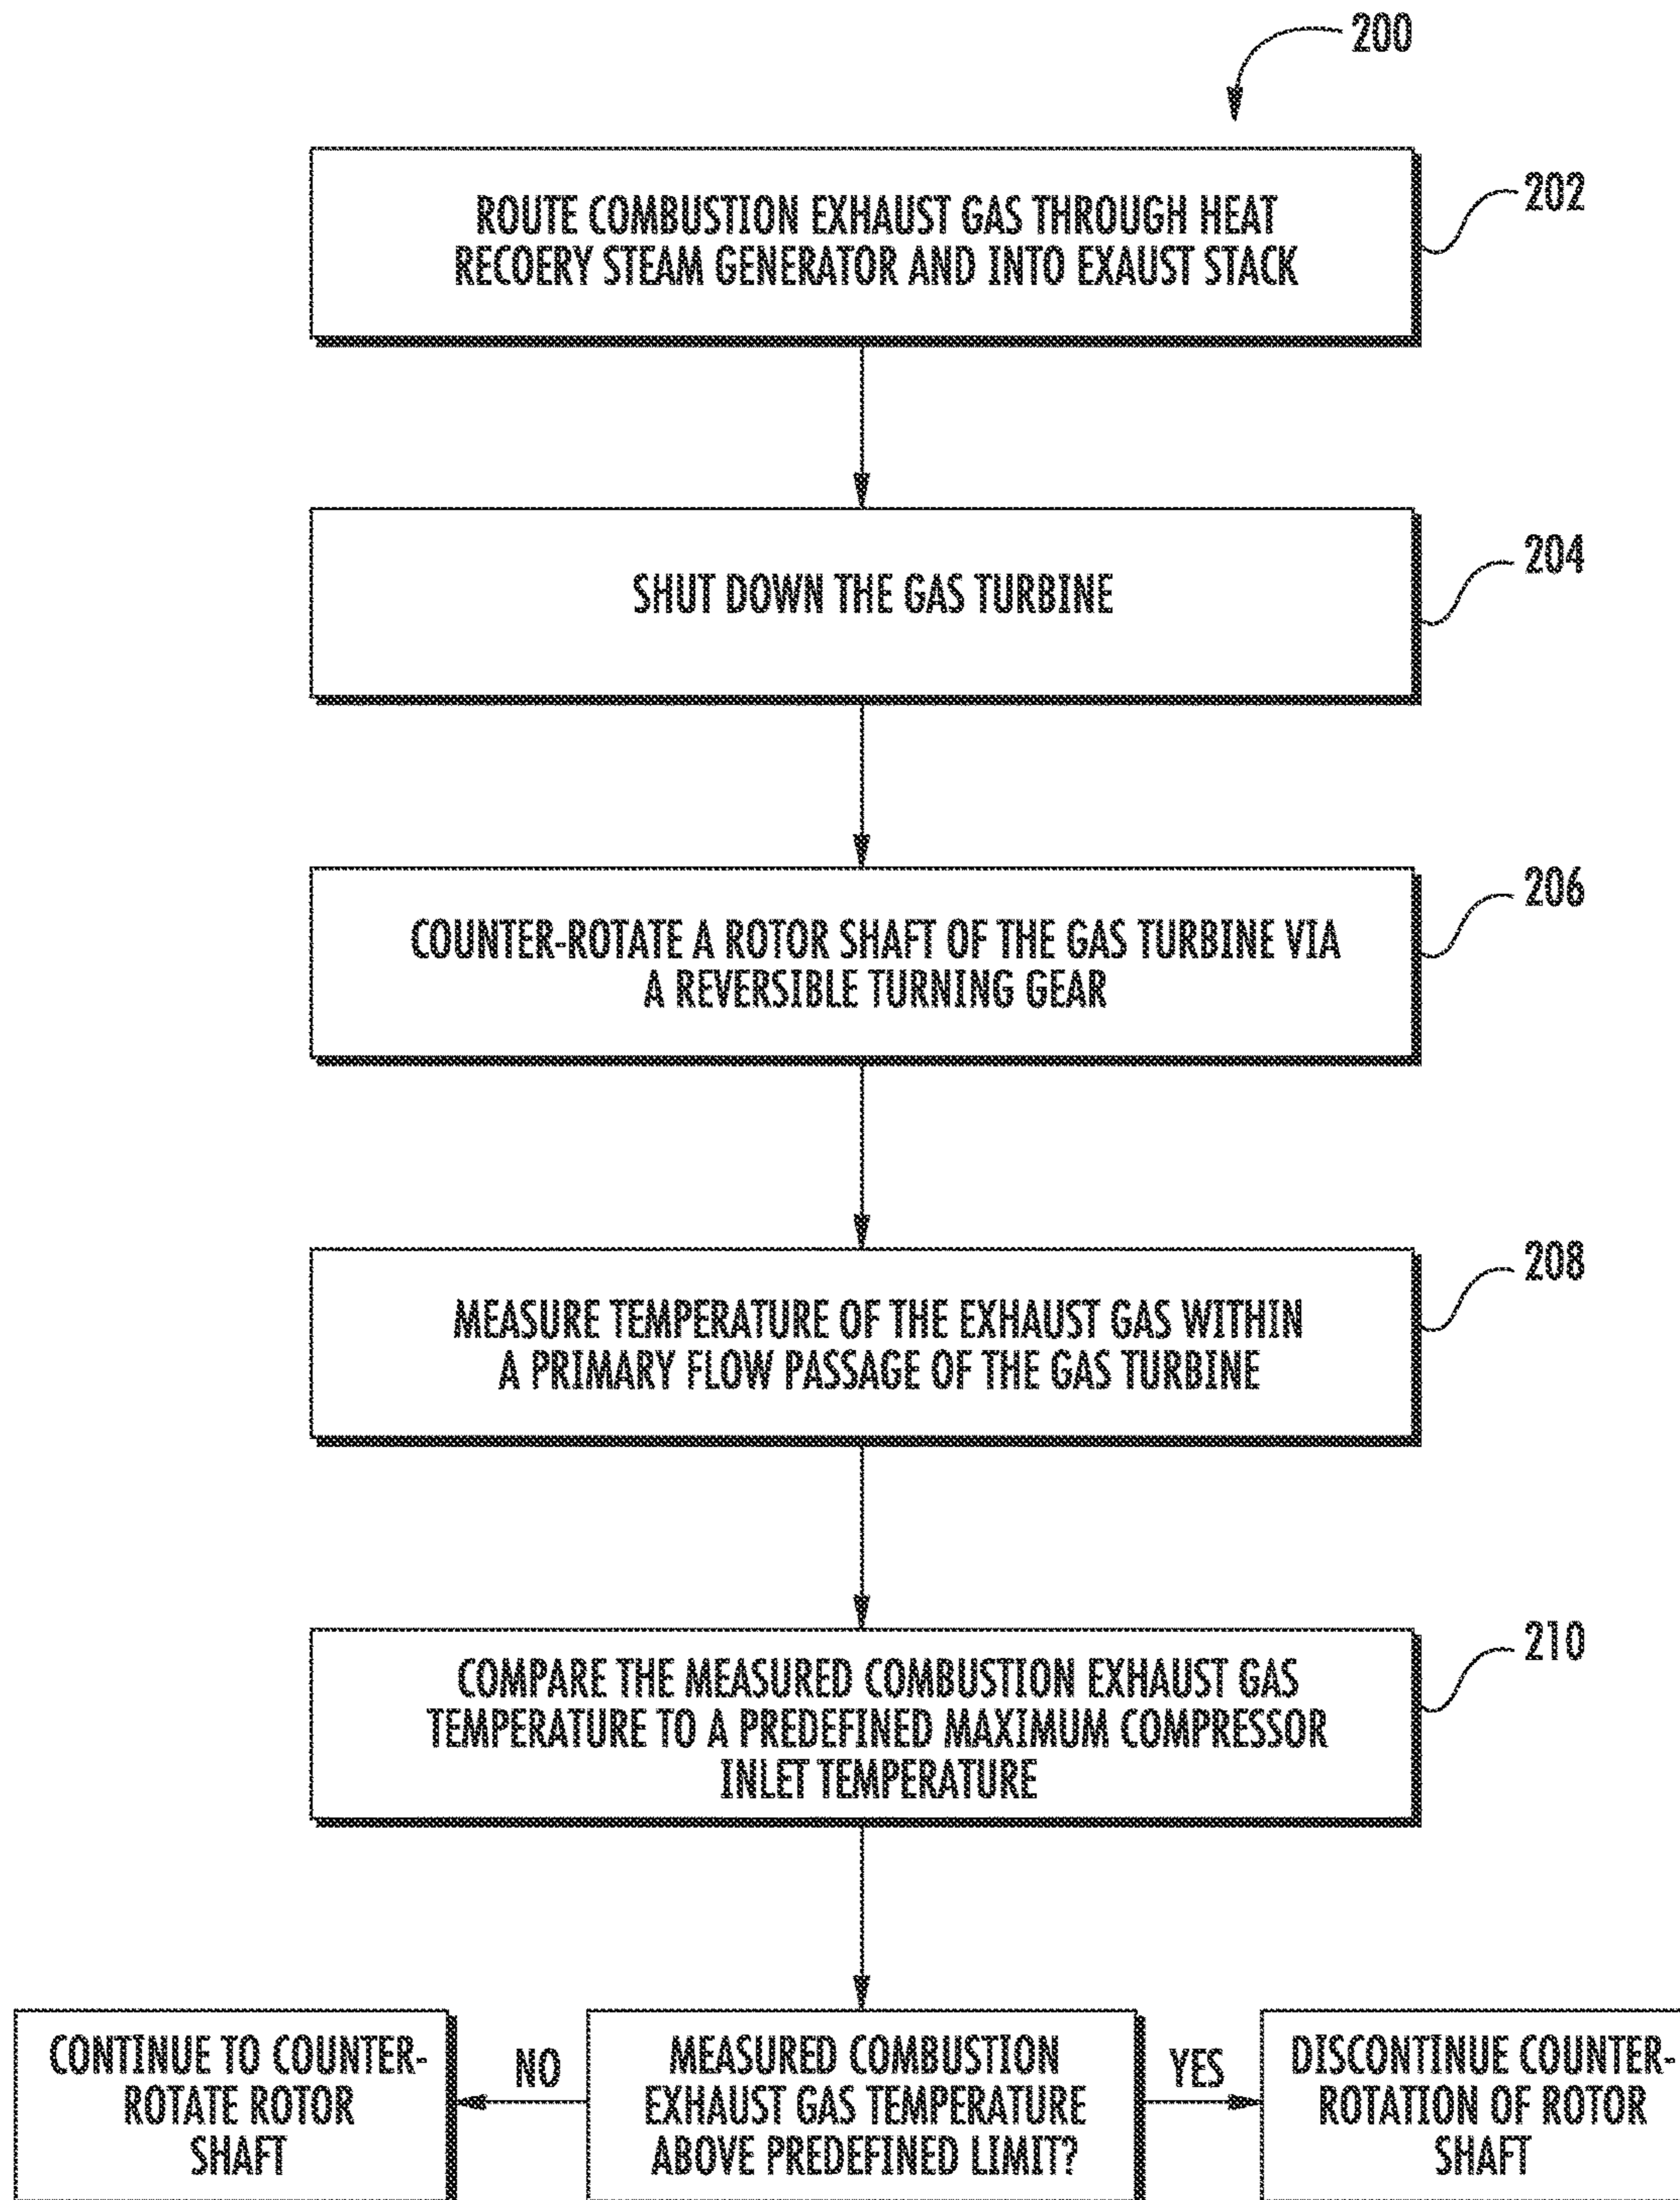 200
ROUTE COMBUSTION EXHAUST GAS THROUGH HEAT
RECOERY STEAM GENERATOR AND INTO EXAUST STACK
202
SHUT DOWN THE GAS TURBINE
204
COUNTER-ROTATE A ROTOR SHAFT OF THE GAS TURBINE VIA
A REVERSIBLE TURNING GEAR
206
MEASURE TEMPERATURE OF THE EXHAUST GAS WITHIN
A PRIMARY FLOW PASSAGE OF THE GAS TURBINE
208
COMPARE THE MEASURED COMBUSTION EXHAUST GAS
TEMPERATURE TO A PREDEFINED MAXIMUM COMPRESSOR
INLET TEMPERATURE
210
CONTINUE TO COUNTER-
ROTATE ROTOR
SHAFT
NO
MEASURED COMBUSTION
EXHAUST GAS TEMPERATURE
ABOVE PREDEFINED LIMIT?
YES
DISCONTINUE COUNTER-
ROTATION OF ROTOR
SHAFT